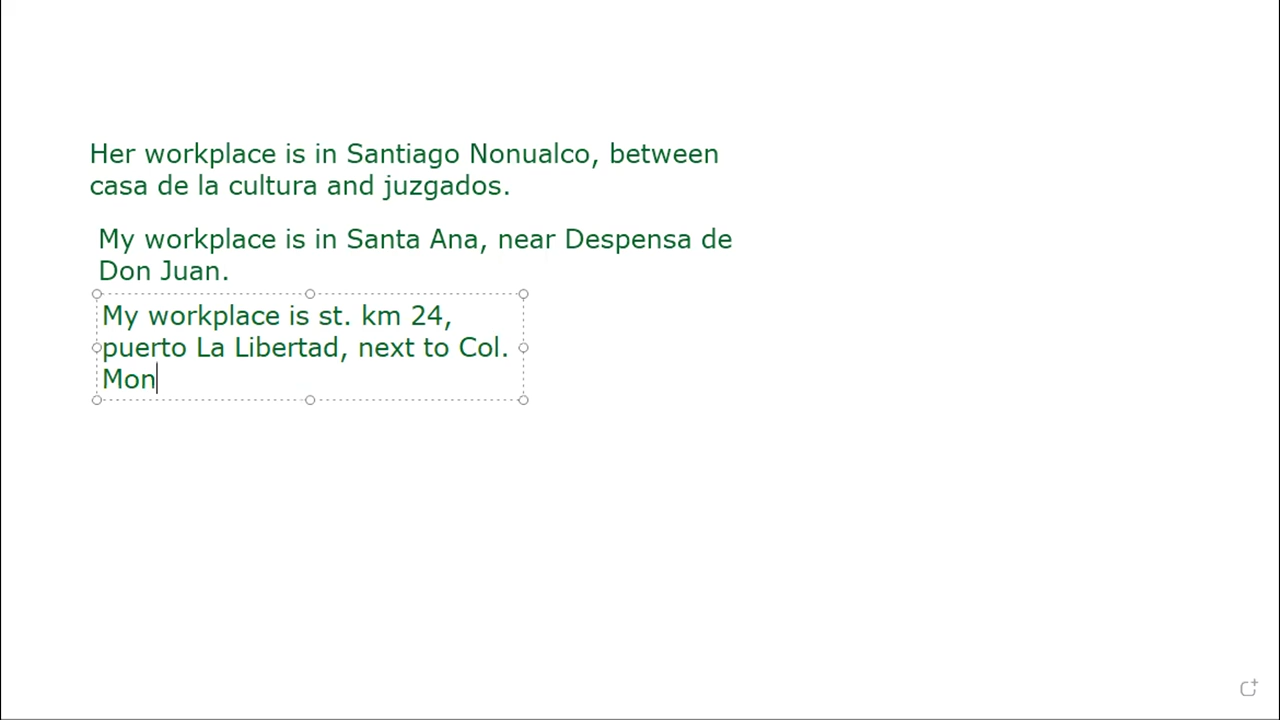 Her workplace is in Santiago Nonualco, between
casa de la cultura and juzgados.
My workplace is in Santa Ana, near Despensa de
Don Juan.
My workplace is st. km 24,
puerto La Libertad, next to Col.
Mon